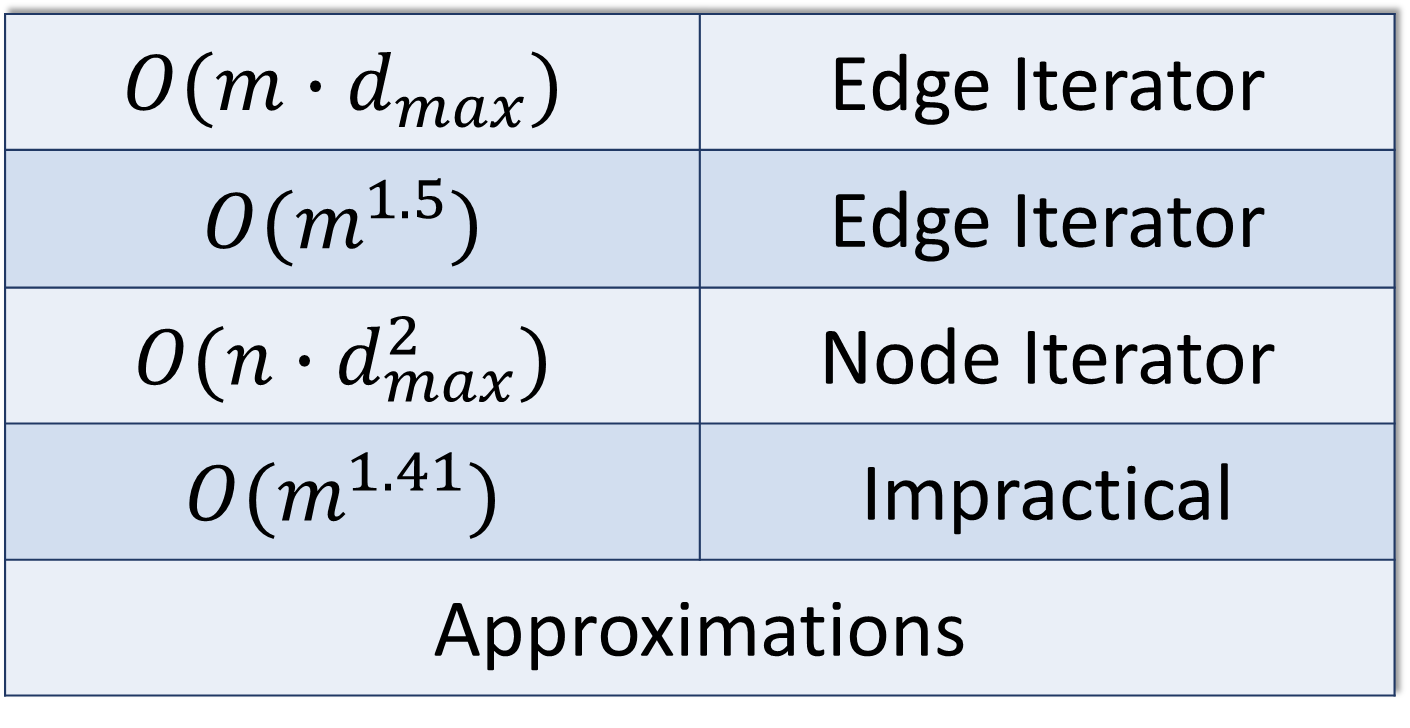 O(m · d_max) Edge Iterator
O(m^1.5) Edge Iterator
O(n · d_max^2) Node Iterator
O(m^1.41) Impractical
Approximations